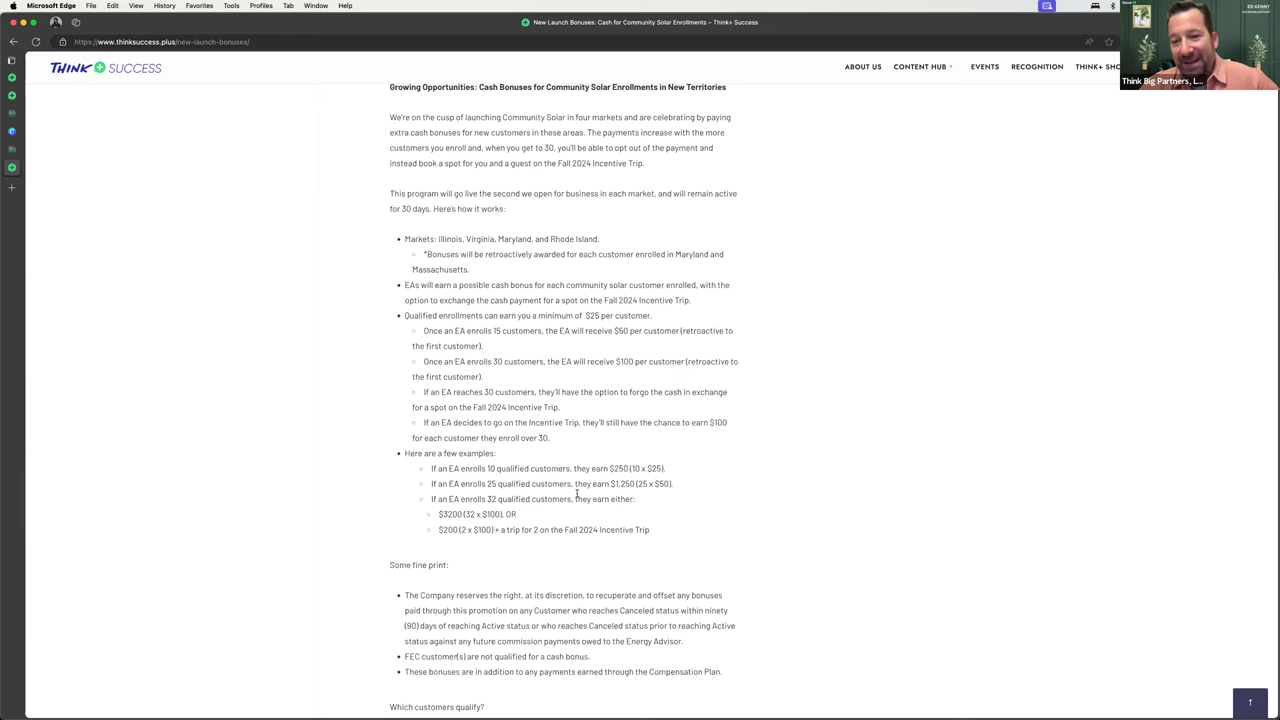 Microsoft Edge File Edit View History Favorites Tools Profiles Tab Window Help
New Launch Bonuses: Cash for Community Solar Enrollments – Think+ Success
https://www.thinksuccess.plus/new-launch-bonuses/
ED KENNY
THINK + SUCCESS
ABOUT US CONTENT HUB EVENTS RECOGNITION THINK+ SHO
Think Big Partners, L...
Growing Opportunities: Cash Bonuses for Community Solar Enrollments in New Territories
We're on the cusp of launching Community Solar in four markets and are celebrating by paying
extra cash bonuses for new customers in these areas. The payments increase with the more
customers you enroll and, when you get to 30, you'll be able to opt out of the payment and
instead book a spot for you and a guest on the Fall 2024 Incentive Trip.
This program will go live the second we open for business in each market, and will remain active
for 30 days. Here's how it works:
Markets: Illinois, Virginia, Maryland, and Rhode Island.
*Bonuses will be retroactively awarded for each customer enrolled in Maryland and
Massachusetts.
EAs will earn a possible cash bonus for each community solar customer enrolled, with the
option to exchange the cash payment for a spot on the Fall 2024 Incentive Trip.
Qualified enrollments can earn you a minimum of $25 per customer.
Once an EA enrolls 15 customers, the EA will receive $50 per customer (retroactive to
the first customer).
Once an EA enrolls 30 customers, the EA will receive $100 per customer (retroactive to
the first customer).
If an EA reaches 30 customers, they'll have the option to forgo the cash in exchange
for a spot on the Fall 2024 Incentive Trip.
If an EA decides to go on the Incentive Trip, they'll still have the chance to earn $100
for each customer they enroll over 30.
Here are a few examples:
If an EA enrolls 10 qualified customers, they earn $250 (10 x $25).
If an EA enrolls 25 qualified customers, they earn $1,250 (25 x $50).
If an EA enrolls 32 qualified customers, they earn either:
$3200 (32 x $100), OR
$200 (2 x $100) + a trip for 2 on the Fall 2024 Incentive Trip
Some fine print:
The Company reserves the right, at its discretion, to recuperate and offset any bonuses
paid through this promotion on any Customer who reaches Canceled status within ninety
(90) days of reaching Active status or who reaches Canceled status prior to reaching Active
status against any future commission payments owed to the Energy Advisor.
FEC customer(s) are not qualified for a cash bonus.
These bonuses are in addition to any payments earned through the Compensation Plan.
Which customers qualify?